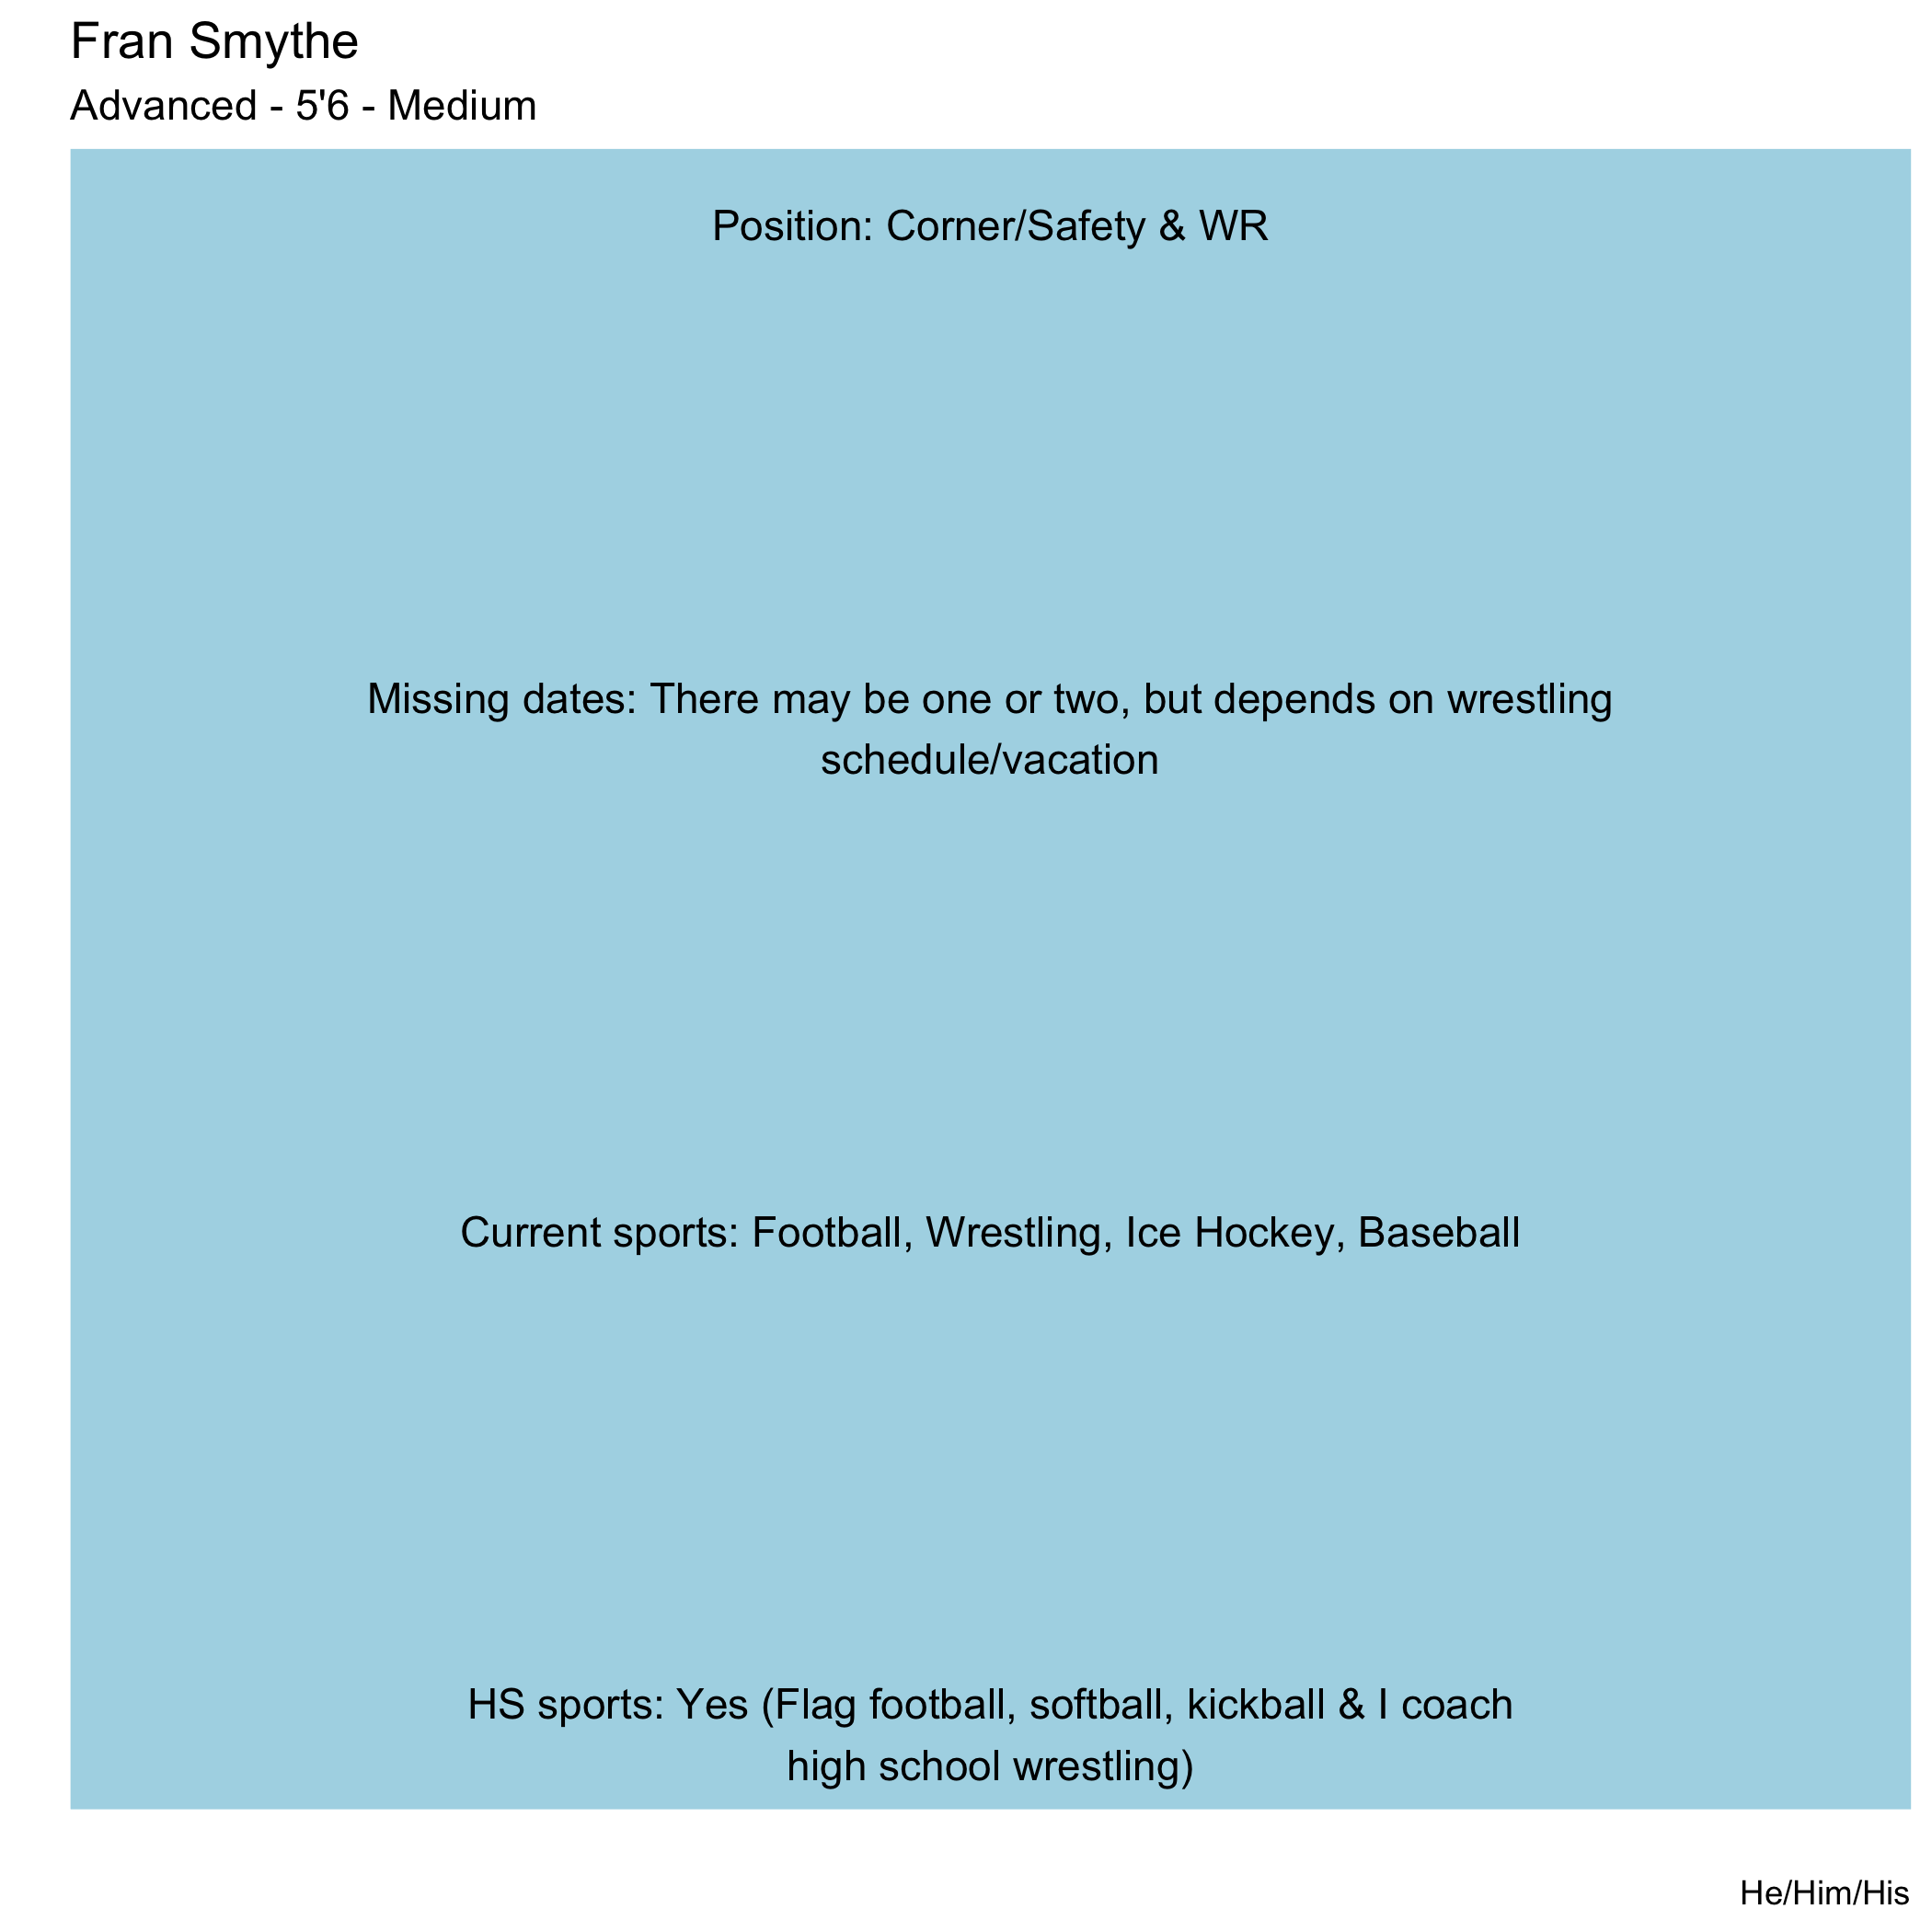 Fran Smythe
Advanced - 5'6 - Medium
Position: Corner/Safety & WR
Missing dates: There may be one or two, but depends on wrestling
schedule/vacation
Current sports: Football, Wrestling, Ice Hockey, Baseball
HS sports: Yes (Flag football, softball, kickball & I coach
high school wrestling)
He/Him/His